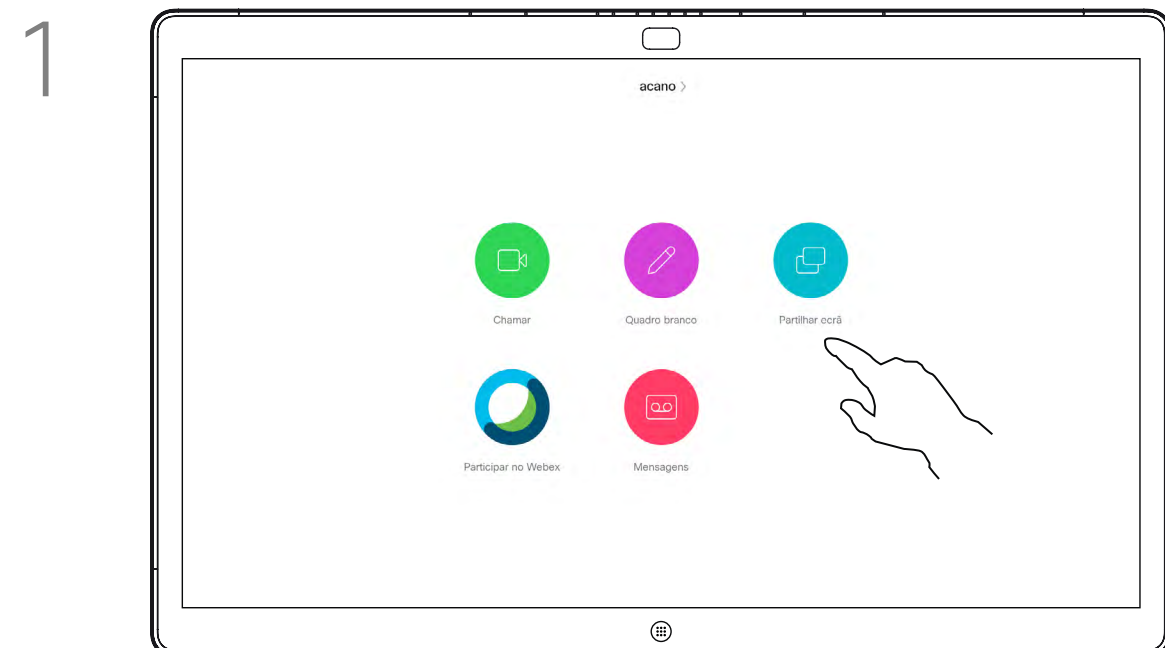 1
acano
Chamar
Quadro branco
Partilhar ecrã
Participar no Webex
Mensagens